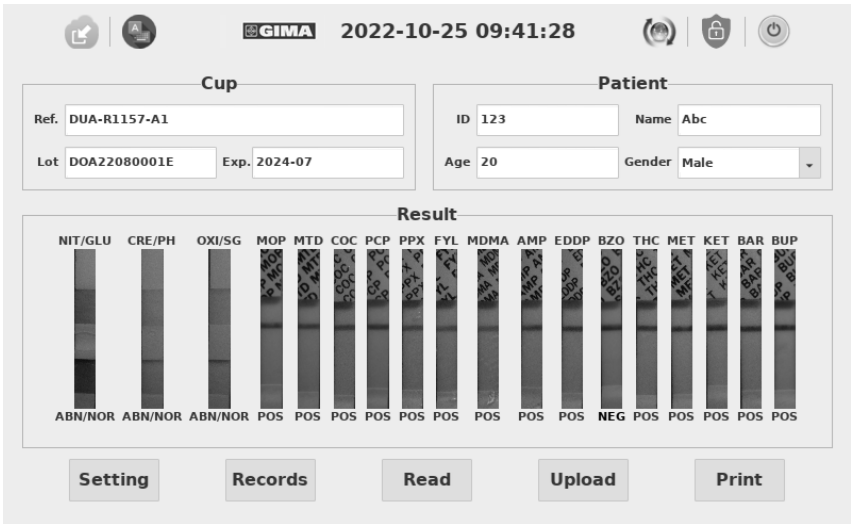 GIMA 2022-10-25 09:41:28
Cup
Ref. DUA-R1157-A1
Lot DOA22080001E Exp. 2024-07
Patient
ID 123 Name Abc
Age 20 Gender Male
Result
NIT/GLU CRE/PH OXI/SG MOP MTD COC PCP PPX FYL MDMA AMP EDDP BZO THC MET KET BAR BUP
ABN/NOR ABN/NOR ABN/NOR POS POS POS POS POS POS POS POS POS NEG POS POS POS POS POS
Setting Records Read Upload Print